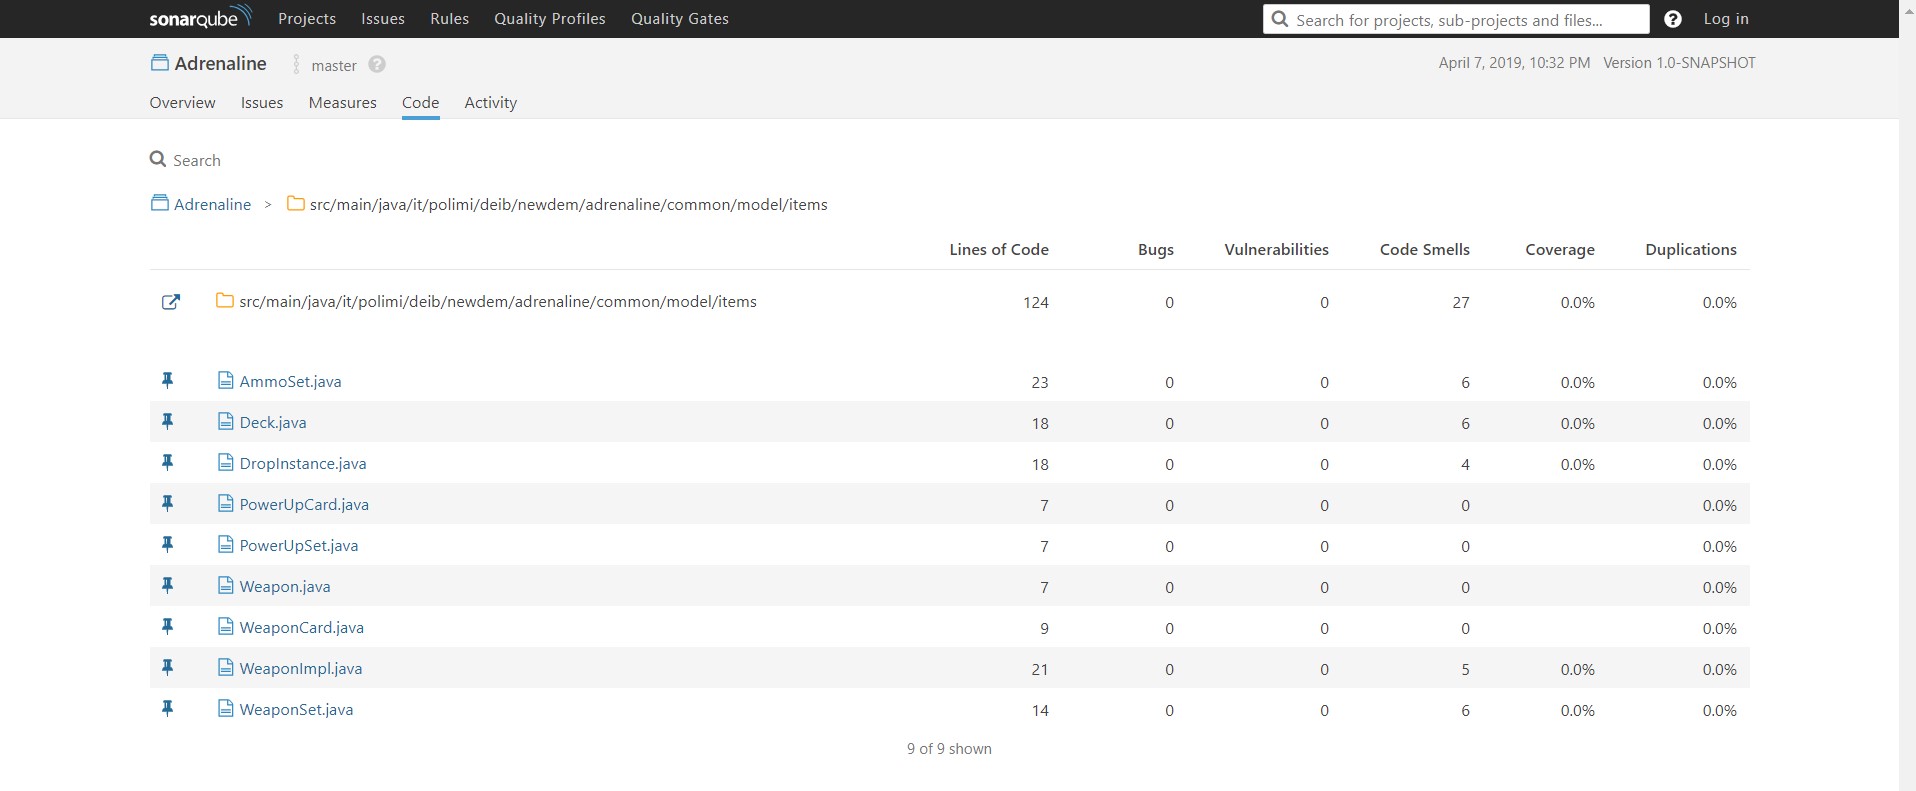 sonarqube Projects Issues Rules Quality Profiles Quality Gates Search for projects, sub-projects and files... ? Log in
Adrenaline master ? April 7, 2019, 10:32 PM Version 1.0-SNAPSHOT
Overview Issues Measures Code Activity
Search
Adrenaline > src/main/java/it/polimi/deib/newdem/adrenaline/common/model/items
Lines of Code Bugs Vulnerabilities Code Smells Coverage Duplications
src/main/java/it/polimi/deib/newdem/adrenaline/common/model/items 124 0 0 27 0.0% 0.0%
AmmoSet.java 23 0 0 6 0.0% 0.0%
Deck.java 18 0 0 6 0.0% 0.0%
DropInstance.java 18 0 0 4 0.0% 0.0%
PowerUpCard.java 7 0 0 0 0.0%
PowerUpSet.java 7 0 0 0 0.0%
Weapon.java 7 0 0 0 0.0%
WeaponCard.java 9 0 0 0 0.0%
WeaponImpl.java 21 0 0 5 0.0% 0.0%
WeaponSet.java 14 0 0 6 0.0% 0.0%
9 of 9 shown